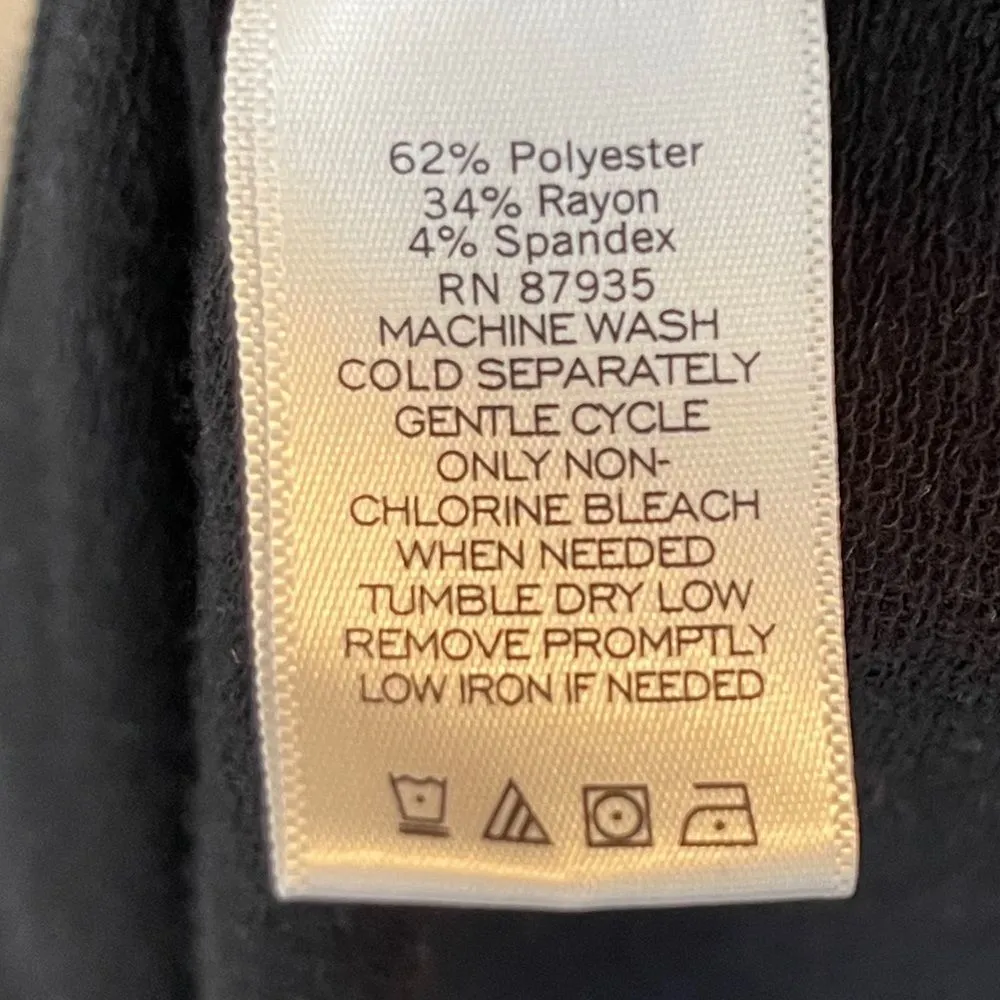 62% Polyester
34% Rayon
4% Spandex
RN 87935
MACHINE WASH
COLD SEPARATELY
GENTLE CYCLE
ONLY NON-
CHLORINE BLEACH
WHEN NEEDED
TUMBLE DRY LOW
REMOVE PROMPTLY
LOW IRON IF NEEDED